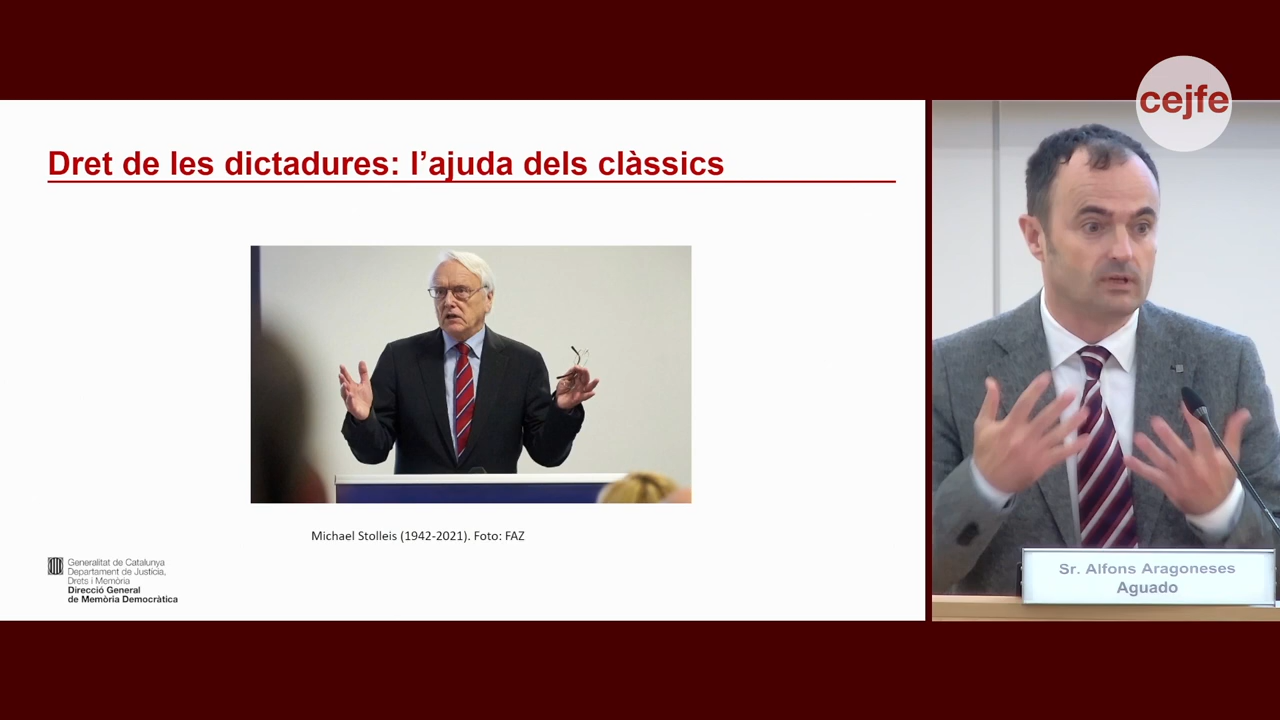 cejfe
Dret de les dictadures: l’ajuda dels clàssics
Michael Stolleis (1942-2021). Foto: FAZ
Generalitat de Catalunya
Departament de Justícia,
Drets i Memòria
Direcció General
de Memòria Democràtica
Sr. Alfons Aragoneses
Aguado